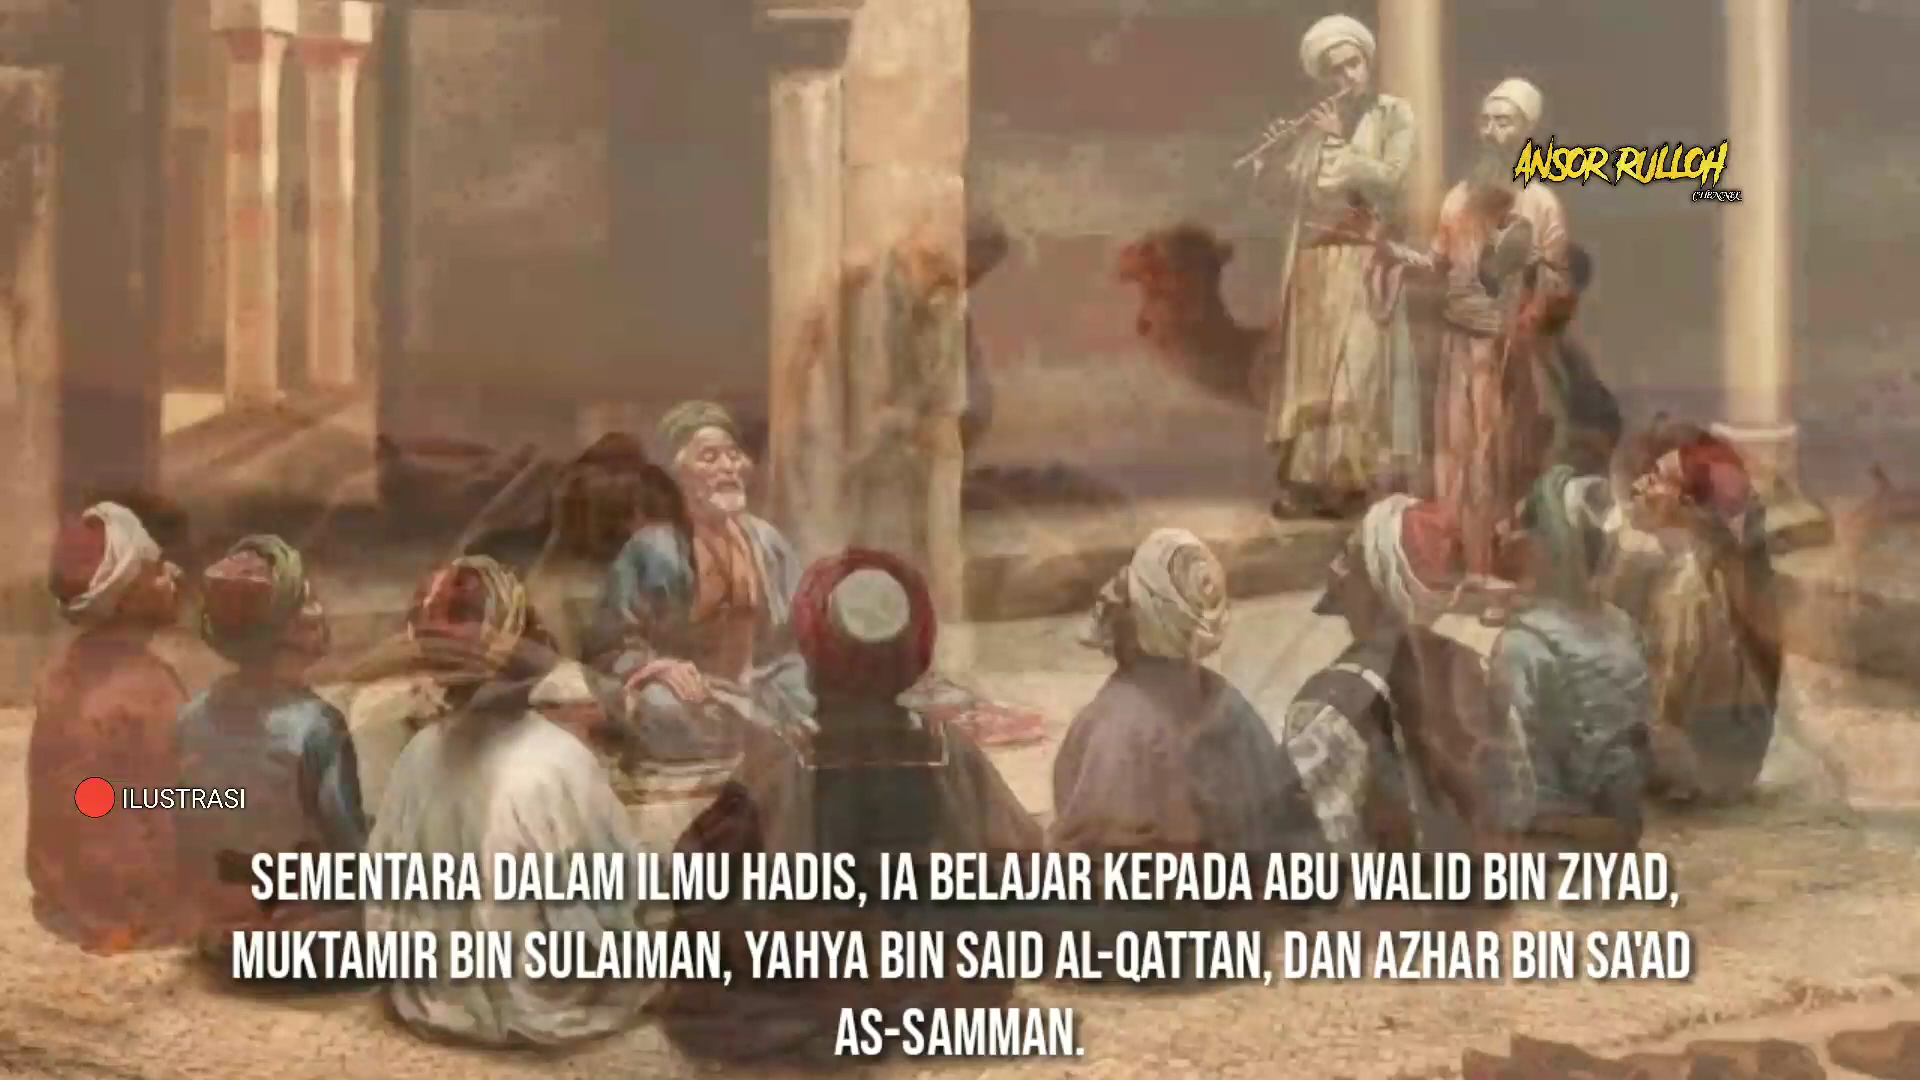 ANSOR RULLOH
CHENNEL
ILUSTRASI
SEMENTARA DALAM ILMU HADIS, IA BELAJAR KEPADA ABU WALID BIN ZIYAD,
MUKTAMIR BIN SULAIMAN, YAHYA BIN SAID AL-QATTAN, DAN AZHAR BIN SA'AD
AS-SAMMAN.